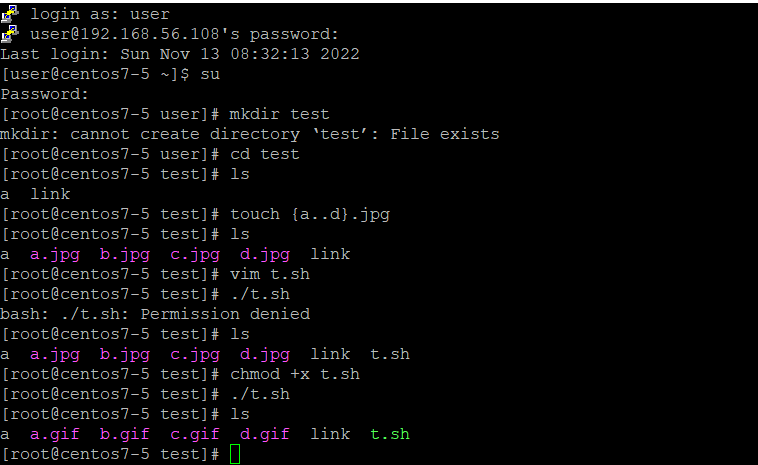 login as: user
user@192.168.56.108's password:
Last login: Sun Nov 13 08:32:13 2022
[user@centos7-5 ~]$ su
Password:
[root@centos7-5 user]# mkdir test
mkdir: cannot create directory ‘test’: File exists
[root@centos7-5 user]# cd test
[root@centos7-5 test]# ls
a  link
[root@centos7-5 test]# touch {a..d}.jpg
[root@centos7-5 test]# ls
a  a.jpg  b.jpg  c.jpg  d.jpg  link
[root@centos7-5 test]# vim t.sh
[root@centos7-5 test]# ./t.sh
bash: ./t.sh: Permission denied
[root@centos7-5 test]# ls
a  a.jpg  b.jpg  c.jpg  d.jpg  link  t.sh
[root@centos7-5 test]# chmod +x t.sh
[root@centos7-5 test]# ./t.sh
[root@centos7-5 test]# ls
a  a.gif  b.gif  c.gif  d.gif  link  t.sh
[root@centos7-5 test]#